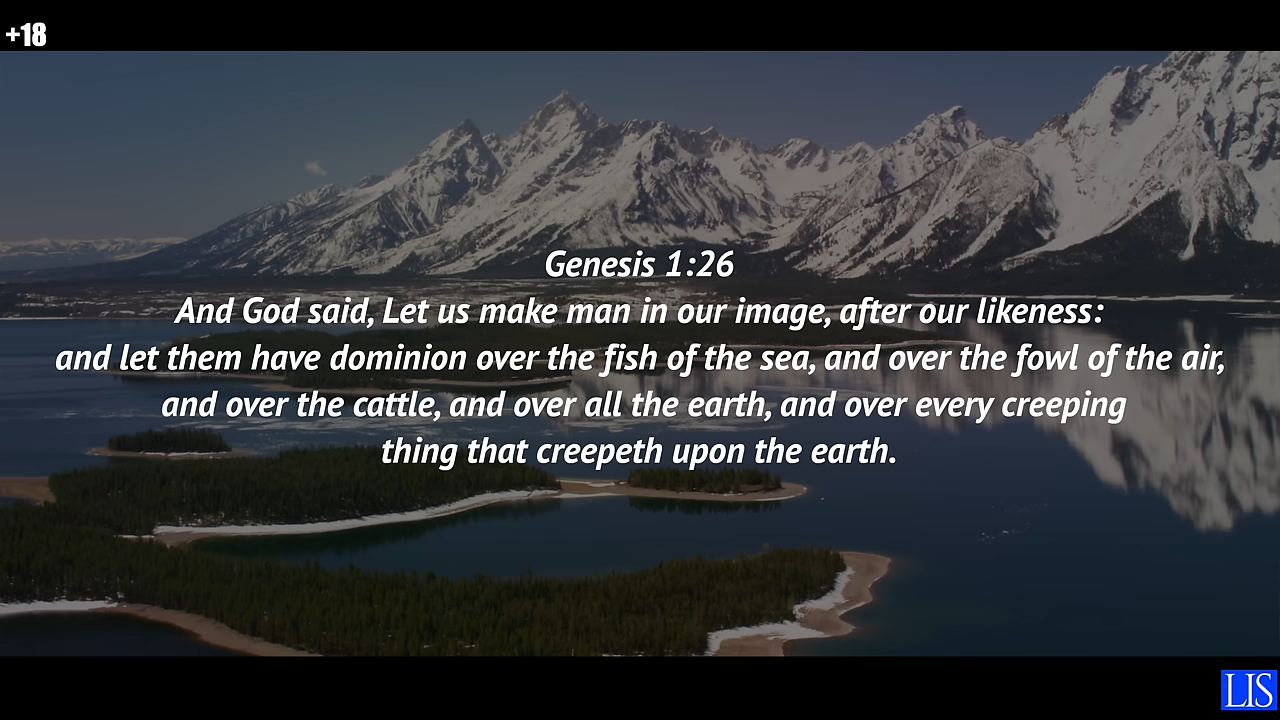 +18
Genesis 1:26
And God said, Let us make man in our image, after our likeness:
and let them have dominion over the fish of the sea, and over the fowl of the air,
and over the cattle, and over all the earth, and over every creeping
thing that creepeth upon the earth.
LIS